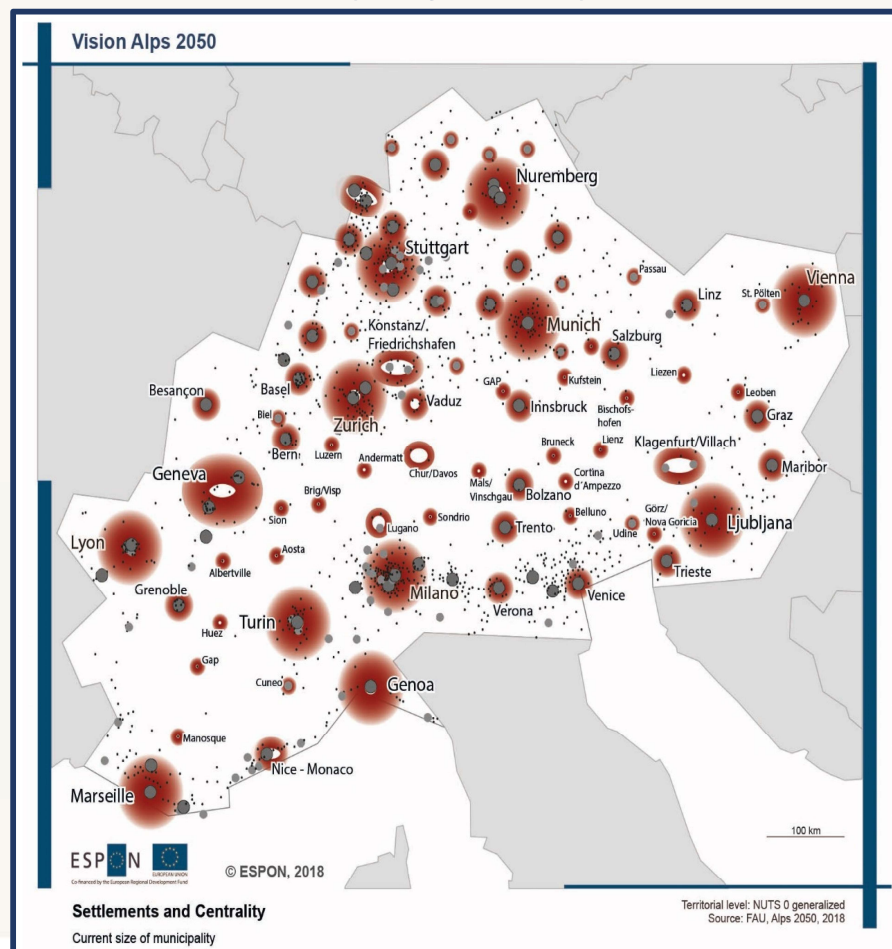 Vision Alps 2050
Nuremberg
Stuttgart
Passau
Vienna
Linz
St. Pölten
Konstanz/
Friedrichshafen
Munich
Salzburg
Besançon
Basel
Zurich
Vaduz
GAP
Innsbruck
Kufstein
Bischofs-
hofen
Liezen
Leoben
Graz
Biel
Bern
Luzern
Andermatt
Chur/Davos
Mals/
Vinschgau
Bruneck
Lienz
Klagenfurt/Villach
Maribor
Geneva
Brig/Visp
Sion
Bolzano
Cortina
d´Ampezzo
Lugano
Sondrio
Trento
Belluno
Udine
Görz/
Nova Goricia
Ljubljana
Lyon
Albertville
Aosta
Milano
Verona
Venice
Trieste
Grenoble
Huez
Turin
Gap
Cuneo
Genoa
Manosque
Nice - Monaco
Marseille
100 km
ESPON
EUROPEAN UNION
Co-financed by the European Regional Development Fund
© ESPON, 2018
Territorial level: NUTS 0 generalized
Source: FAU, Alps 2050, 2018
Settlements and Centrality
Current size of municipality